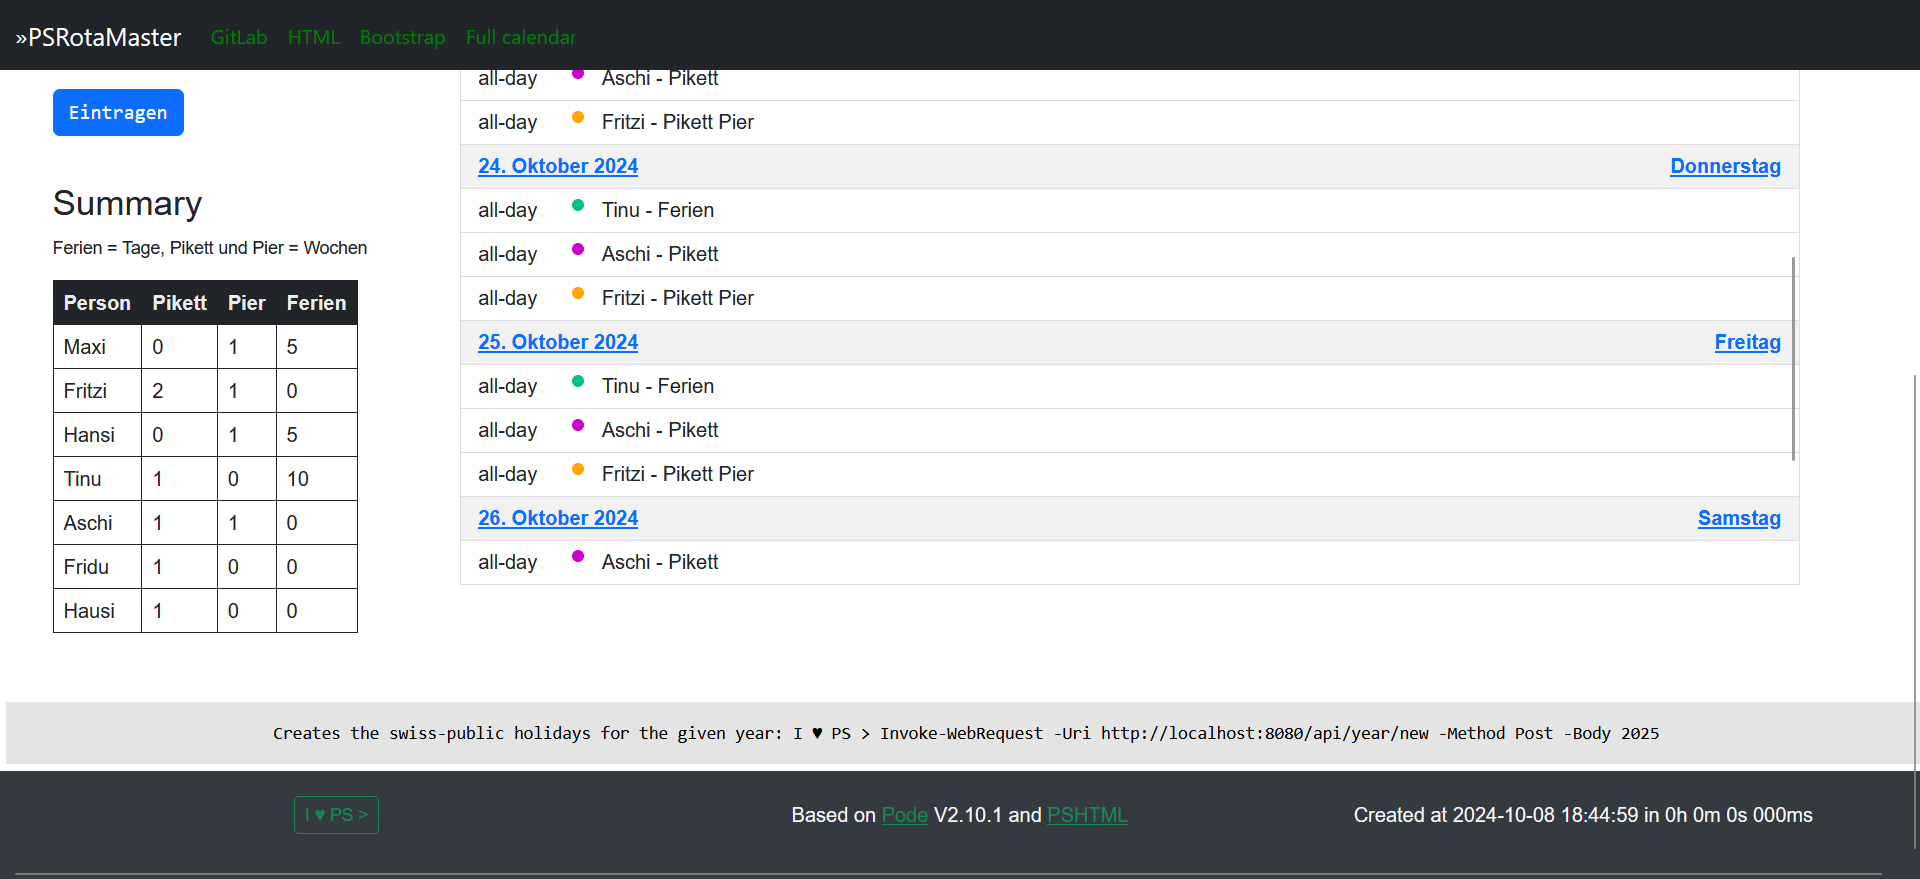 »PSRotaMaster GitLab HTML Bootstrap Full calendar
Eintragen
Summary
Ferien = Tage, Pikett und Pier = Wochen
Person Pikett Pier Ferien
Maxi 0 1 5
Fritzi 2 1 0
Hansi 0 1 5
Tinu 1 0 10
Aschi 1 1 0
Fridu 1 0 0
Hausi 1 0 0
all-day Aschi - Pikett
all-day Fritzi - Pikett Pier
24. Oktober 2024 Donnerstag
all-day Tinu - Ferien
all-day Aschi - Pikett
all-day Fritzi - Pikett Pier
25. Oktober 2024 Freitag
all-day Tinu - Ferien
all-day Aschi - Pikett
all-day Fritzi - Pikett Pier
26. Oktober 2024 Samstag
all-day Aschi - Pikett
Creates the swiss-public holidays for the given year: I ♥ PS > Invoke-WebRequest -Uri http://localhost:8080/api/year/new -Method Post -Body 2025
I ♥ PS > Based on Pode V2.10.1 and PSHTML Created at 2024-10-08 18:44:59 in 0h 0m 0s 000ms